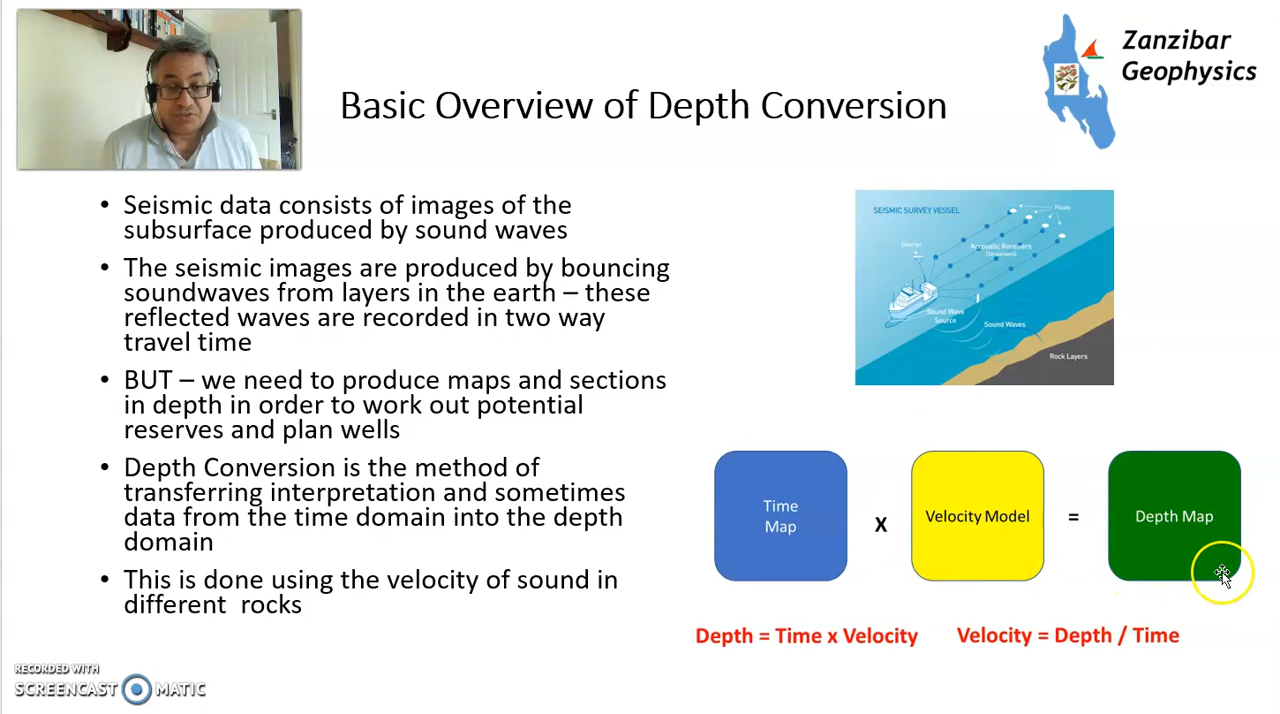 Zanzibar
Geophysics
Basic Overview of Depth Conversion
• Seismic data consists of images of the
subsurface produced by sound waves
• The seismic images are produced by bouncing
soundwaves from layers in the earth – these
reflected waves are recorded in two way
travel time
• BUT – we need to produce maps and sections
in depth in order to work out potential
reserves and plan wells
• Depth Conversion is the method of
transferring interpretation and sometimes
data from the time domain into the depth
domain
• This is done using the velocity of sound in
different rocks
SEISMIC SURVEY VESSEL
Floats
Acoustic Receivers
(Streamers)
Sound Wave
Source
Sound Waves
Rock Layers
Time
Map
X
Velocity Model
=
Depth Map
Depth = Time x Velocity
Velocity = Depth / Time
RECORDED WITH
SCREENCAST MATIC